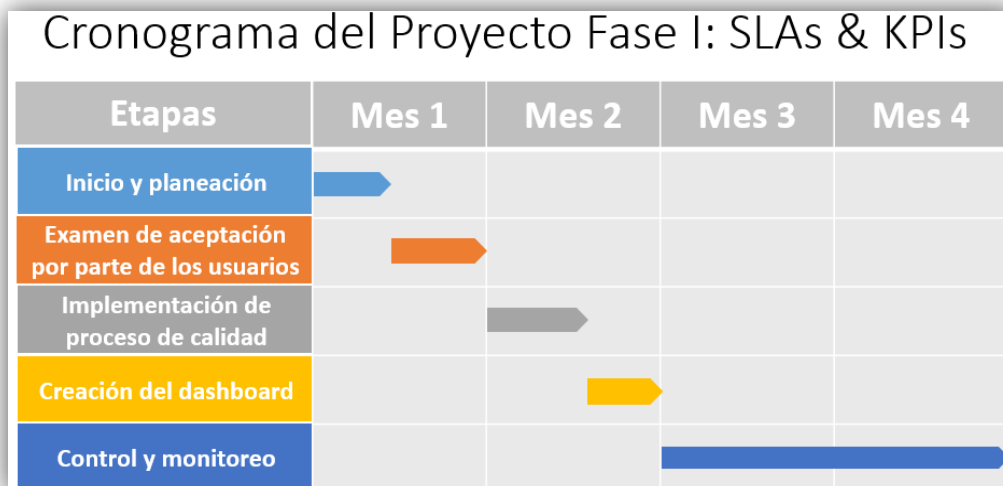 Cronograma del Proyecto Fase I: SLAs & KPIs
Etapas Mes 1 Mes 2 Mes 3 Mes 4
Inicio y planeación
Examen de aceptación
por parte de los usuarios
Implementación de
proceso de calidad
Creación del dashboard
Control y monitoreo